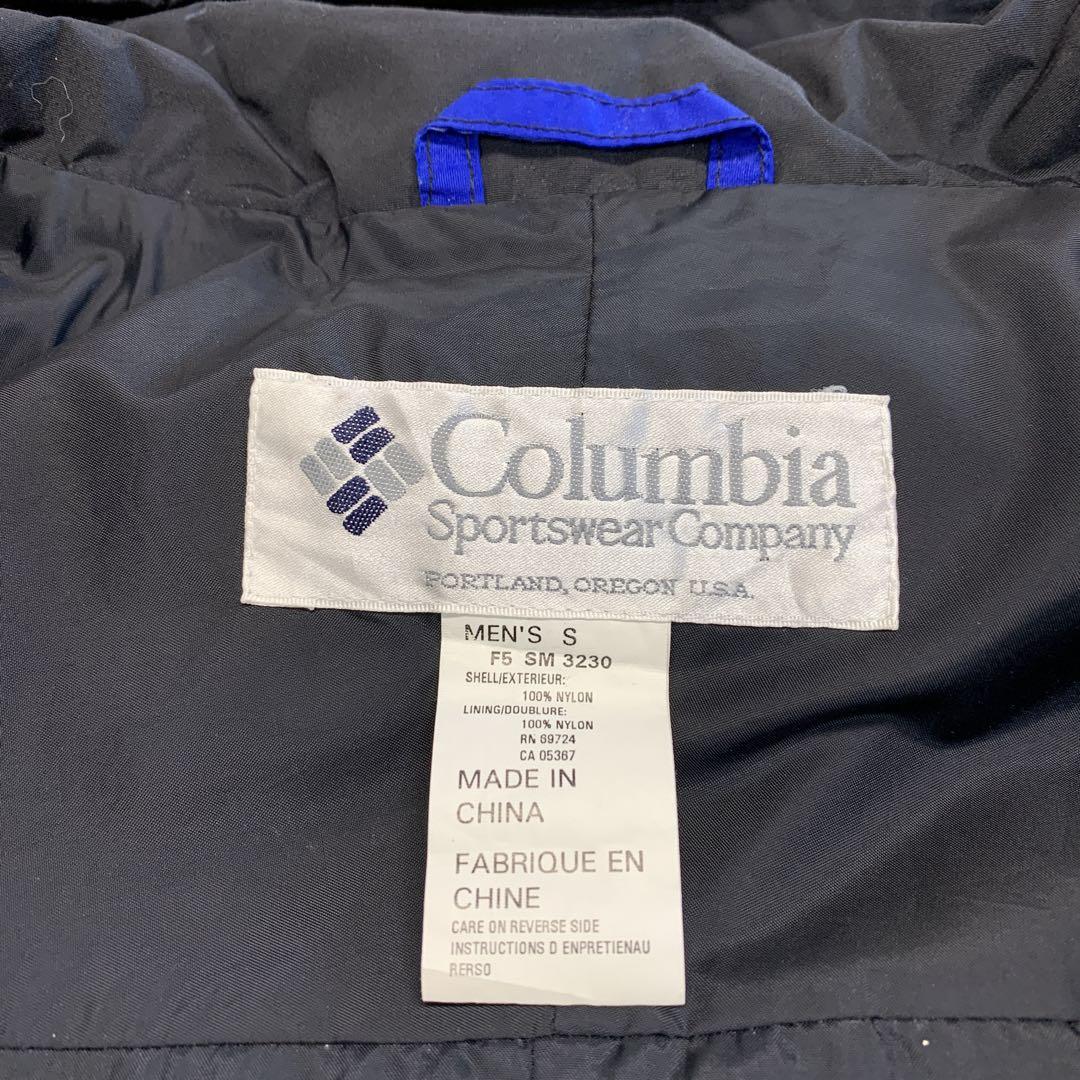 Columbia
Sportswear Company
PORTLAND, OREGON U.S.A.
MEN'S S
F5 SM 3230
SHELL/EXTERIEUR:
100% NYLON
LINING/DOUBLURE:
100% NYLON
RN 69724
CA 05367
MADE IN
CHINA
FABRIQUE EN
CHINE
CARE ON REVERSE SIDE
INSTRUCTIONS D ENPRETIENAU
RERSO